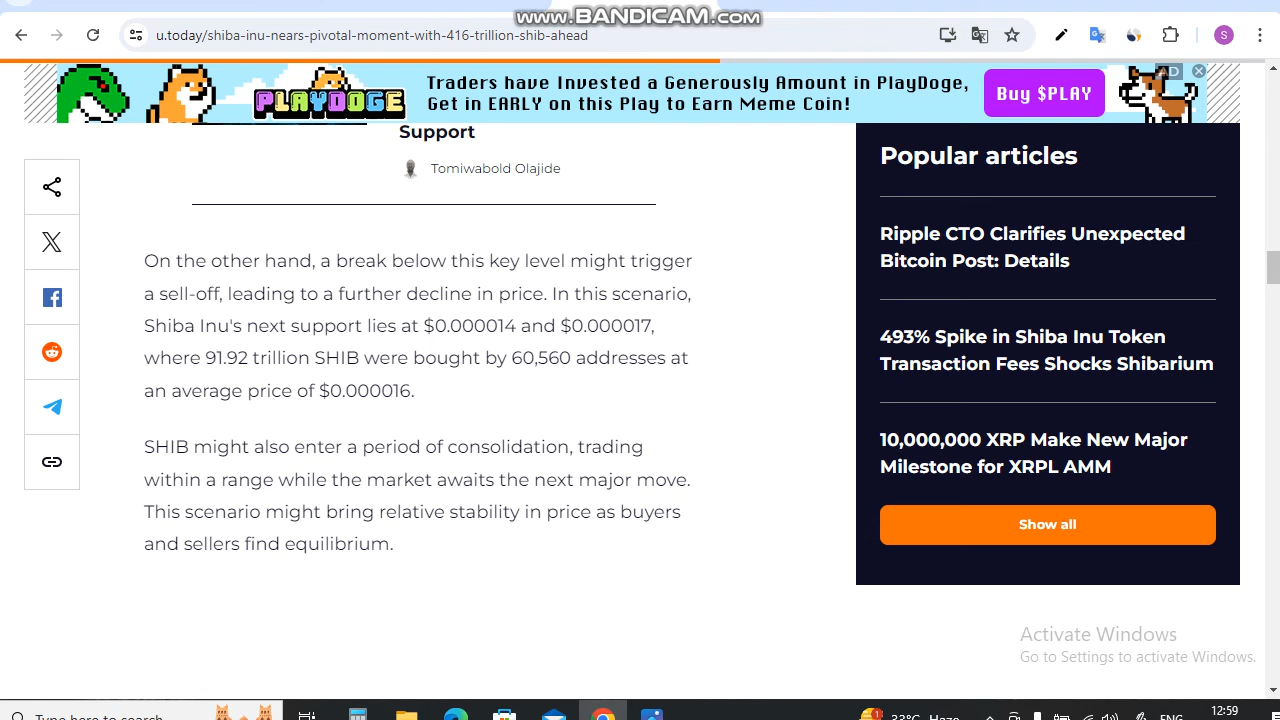 www.BANDICAM.com
u.today/shiba-inu-nears-pivotal-moment-with-416-trillion-shib-ahead
S
PLAYDOGE
Traders have Invested a Generously Amount in PlayDoge,
Get in EARLY on this Play to Earn Meme Coin!
Buy $PLAY
AD
Support
Tomiwabold Olajide
On the other hand, a break below this key level might trigger
a sell-off, leading to a further decline in price. In this scenario,
Shiba Inu's next support lies at $0.000014 and $0.000017,
where 91.92 trillion SHIB were bought by 60,560 addresses at
an average price of $0.000016.
SHIB might also enter a period of consolidation, trading
within a range while the market awaits the next major move.
This scenario might bring relative stability in price as buyers
and sellers find equilibrium.
Popular articles
Ripple CTO Clarifies Unexpected
Bitcoin Post: Details
493% Spike in Shiba Inu Token
Transaction Fees Shocks Shibarium
10,000,000 XRP Make New Major
Milestone for XRPL AMM
Show all
Activate Windows
Go to Settings to activate Windows.
Type here to search
1
33°C Haze
ENG
12:59